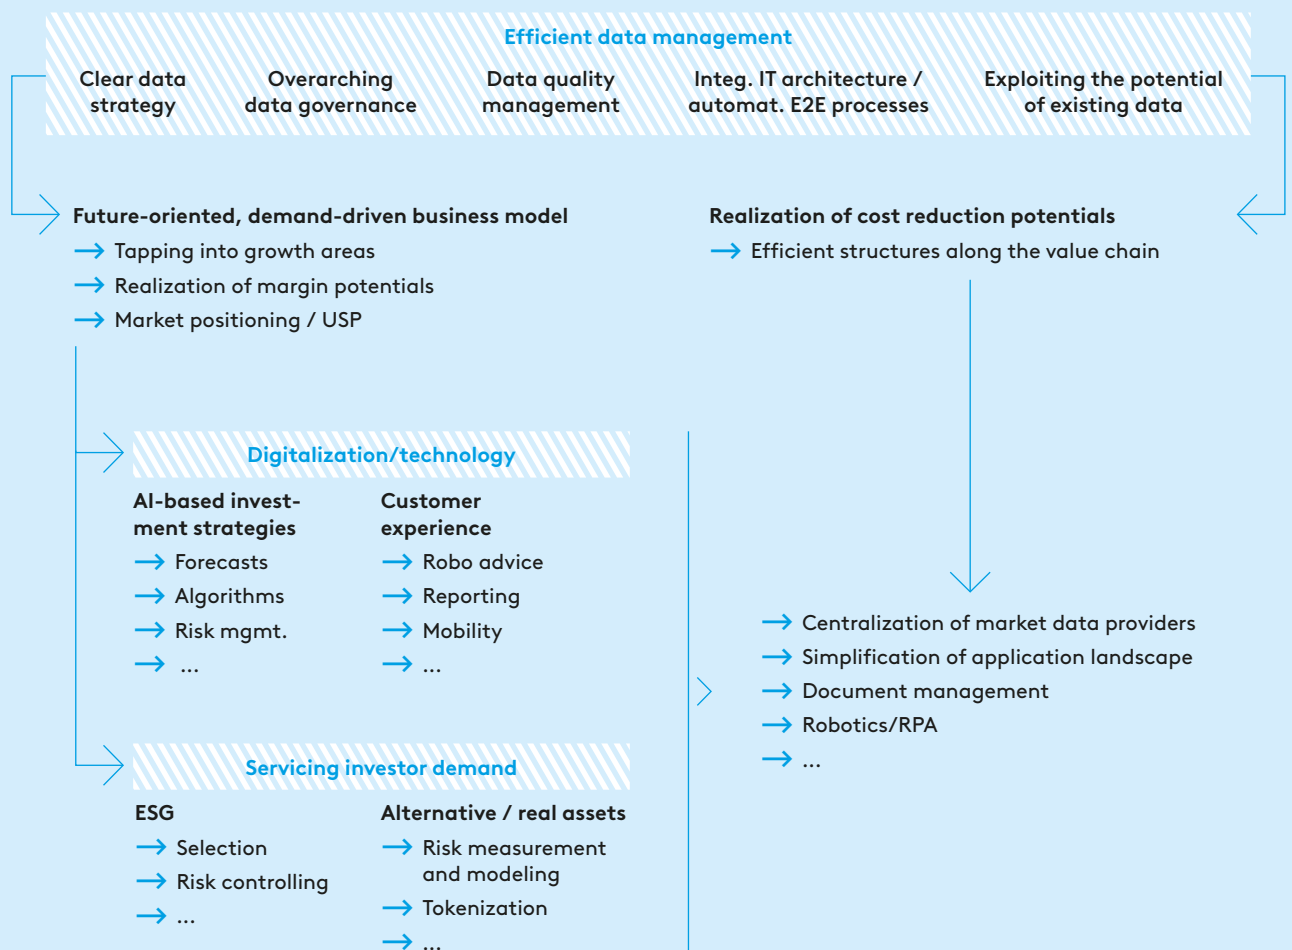 Efficient data management
Clear data
strategy
Overarching
data governance
Data quality
management
Integ. IT architecture /
automat. E2E processes
Exploiting the potential
of existing data
Future-oriented, demand-driven business model
Tapping into growth areas
Realization of margin potentials
Market positioning / USP
Realization of cost reduction potentials
Efficient structures along the value chain
Digitalization/technology
AI-based invest-
ment strategies
Forecasts
Algorithms
Risk mgmt.
...
Customer
experience
Robo advice
Reporting
Mobility
...
Servicing investor demand
ESG
Selection
Risk controlling
...
Alternative / real assets
Risk measurement
and modeling
Tokenization
...
Centralization of market data providers
Simplification of application landscape
Document management
Robotics/RPA
...